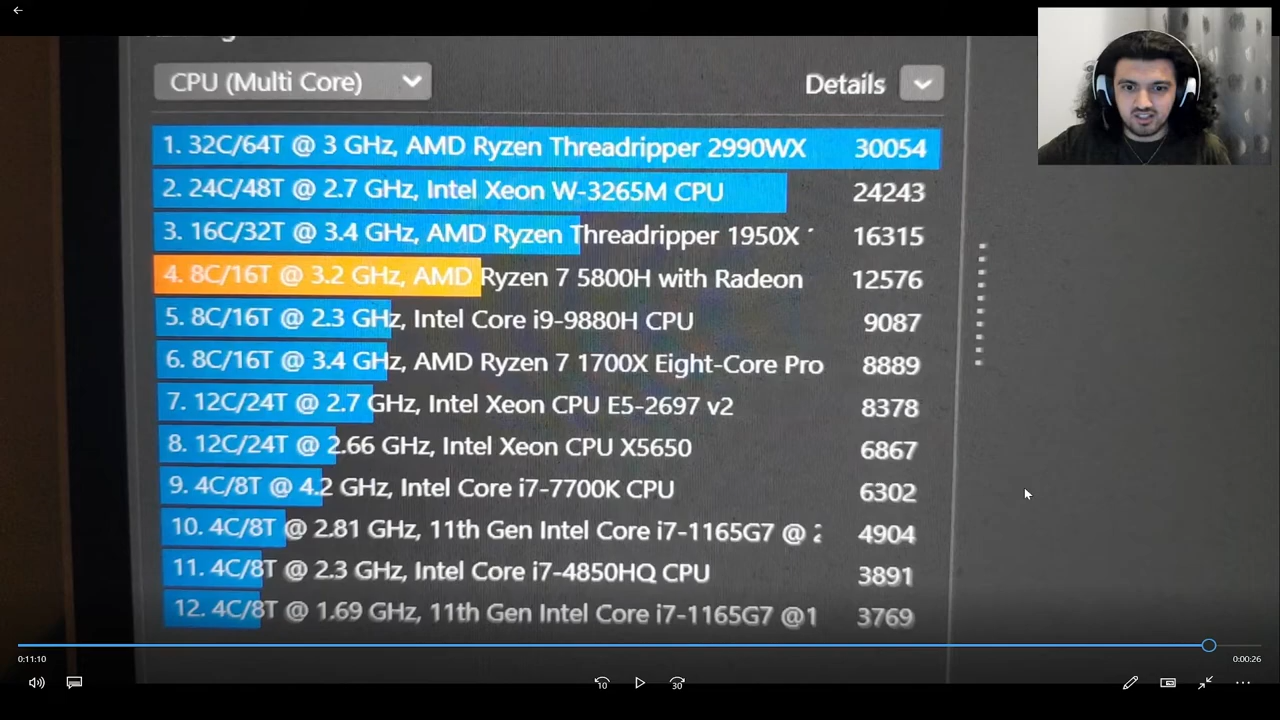 CPU (Multi Core)
Details
1. 32C/64T @ 3 GHz, AMD Ryzen Threadripper 2990WX 30054
2. 24C/48T @ 2.7 GHz, Intel Xeon W-3265M CPU 24243
3. 16C/32T @ 3.4 GHz, AMD Ryzen Threadripper 1950X 16315
4. 8C/16T @ 3.2 GHz, AMD Ryzen 7 5800H with Radeon 12576
5. 8C/16T @ 2.3 GHz, Intel Core i9-9880H CPU 9087
6. 8C/16T @ 3.4 GHz, AMD Ryzen 7 1700X Eight-Core Pro 8889
7. 12C/24T @ 2.7 GHz, Intel Xeon CPU E5-2697 v2 8378
8. 12C/24T @ 2.66 GHz, Intel Xeon CPU X5650 6867
9. 4C/8T @ 4.2 GHz, Intel Core i7-7700K CPU 6302
10. 4C/8T @ 2.81 GHz, 11th Gen Intel Core i7-1165G7 @ 4904
11. 4C/8T @ 2.3 GHz, Intel Core i7-4850HQ CPU 3891
12. 4C/8T @ 1.69 GHz, 11th Gen Intel Core i7-1165G7 @1 3769
0:11:10
0:00:26
10
30